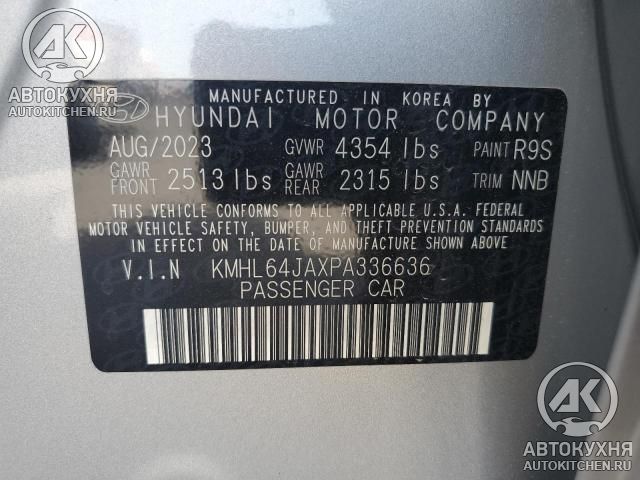 MANUFACTURED IN KOREA BY
HYUNDAI MOTOR COMPANY
AUG/2023 GVWR 4354 lbs PAINT R9S
GAWR FRONT 2513 lbs GAWR REAR 2315 lbs TRIM NNB
THIS VEHICLE CONFORMS TO ALL APPLICABLE U.S.A. FEDERAL
MOTOR VEHICLE SAFETY, BUMPER, AND THEFT PREVENTION STANDARDS
IN EFFECT ON THE DATE OF MANUFACTURE SHOWN ABOVE.
V.I.N KMHL64JAXPA336636
PASSENGER CAR
АК
АВТОКУХНЯ
AUTOKITCHEN.RU
АК
АВТОКУХНЯ
AUTOKITCHEN.RU